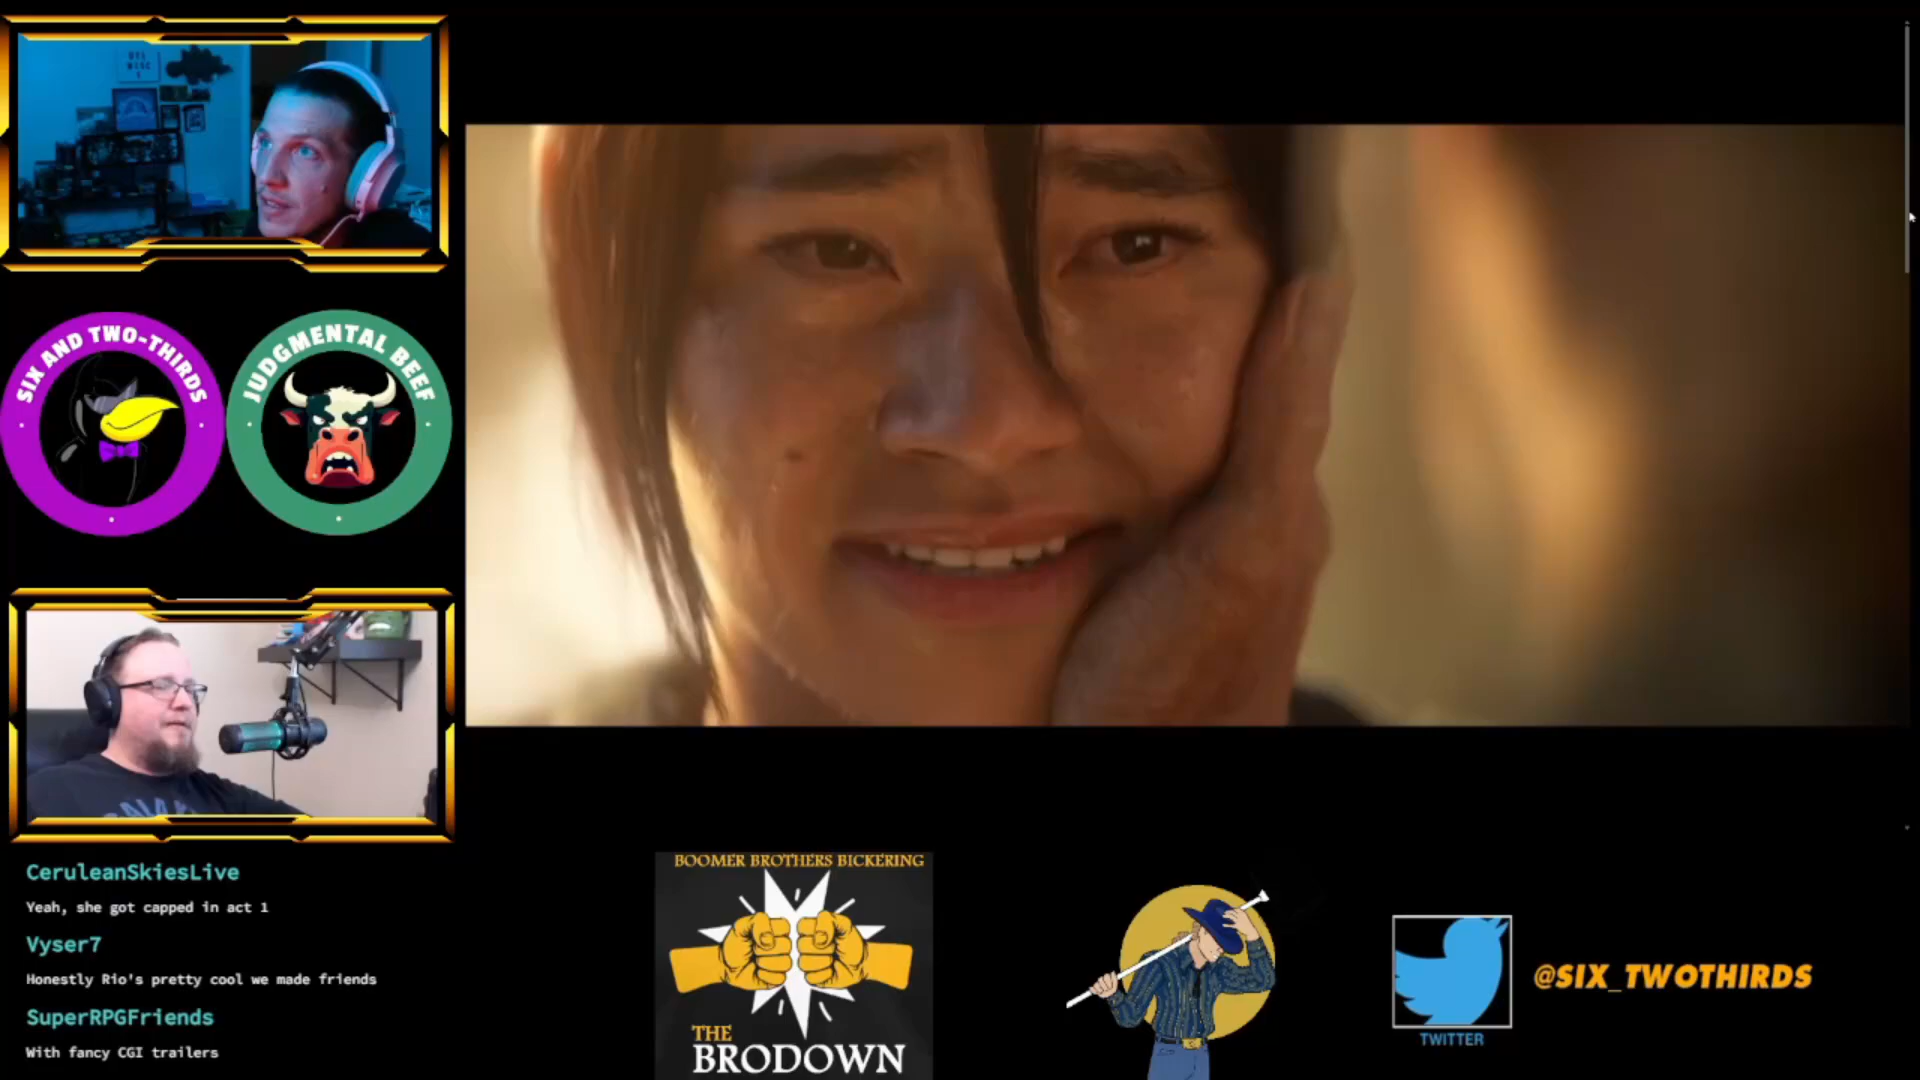 SIX AND TWO-THIRDS
JUDGMENTAL BEEF
CeruleanSkiesLive
Yeah, she got capped in act 1
Vyser7
Honestly Rio's pretty cool we made friends
SuperRPGFriends
With fancy CGI trailers
BOOMER BROTHERS BICKERING
THE
BRODOWN
TWITTER
@SIX_TWOTHIRDS